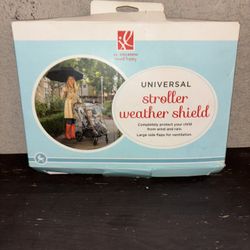 UNIVERSAL
stroller
weather shield
Completely protect your child
from wind and rain.
Large side flaps for ventilation.